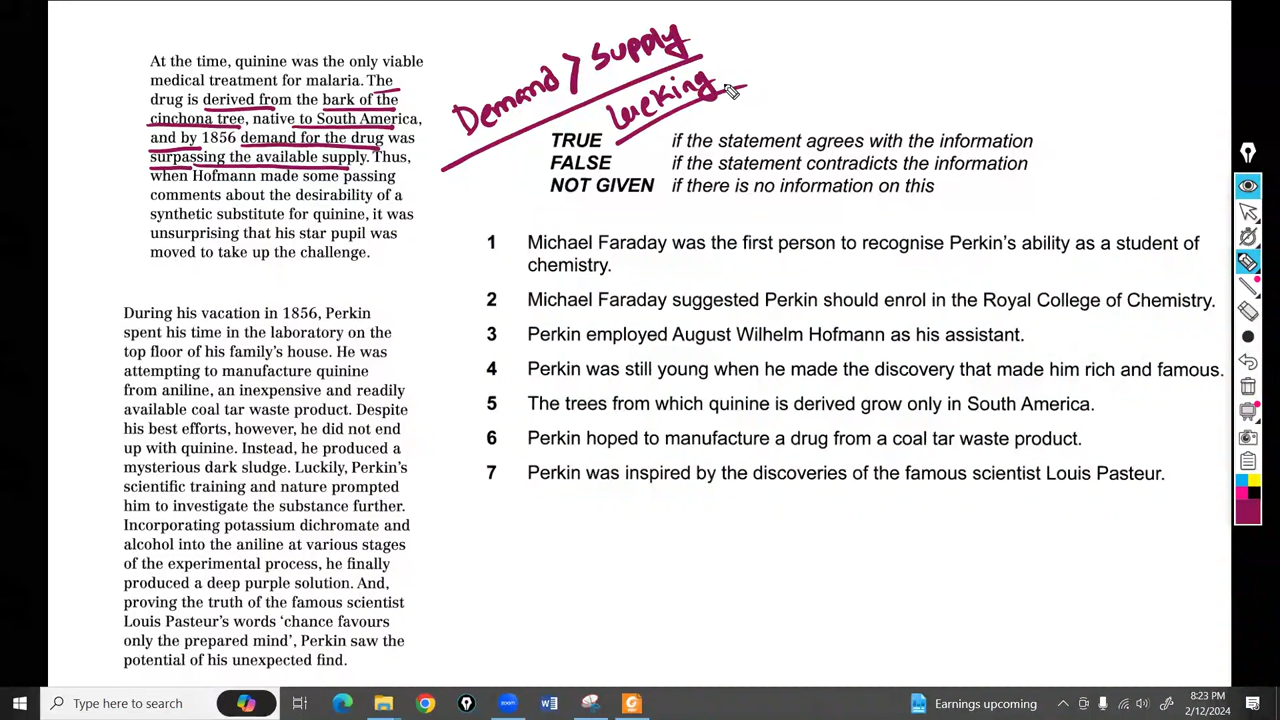 At the time, quinine was the only viable
medical treatment for malaria. The
drug is derived from the bark of the
cinchona tree, native to South America,
and by 1856 demand for the drug was
surpassing the available supply. Thus,
when Hofmann made some passing
comments about the desirability of a
synthetic substitute for quinine, it was
unsurprising that his star pupil was
moved to take up the challenge.
During his vacation in 1856, Perkin
spent his time in the laboratory on the
top floor of his family's house. He was
attempting to manufacture quinine
from aniline, an inexpensive and readily
available coal tar waste product. Despite
his best efforts, however, he did not end
up with quinine. Instead, he produced a
mysterious dark sludge. Luckily, Perkin's
scientific training and nature prompted
him to investigate the substance further.
Incorporating potassium dichromate and
alcohol into the aniline at various stages
of the experimental process, he finally
produced a deep purple solution. And,
proving the truth of the famous scientist
Louis Pasteur's words 'chance favours
only the prepared mind', Perkin saw the
potential of his unexpected find.
Demand > Supply
TRUE if the statement agrees with the information
FALSE if the statement contradicts the information
NOT GIVEN if there is no information on this
1 Michael Faraday was the first person to recognise Perkin's ability as a student of
chemistry.
2 Michael Faraday suggested Perkin should enrol in the Royal College of Chemistry.
3 Perkin employed August Wilhelm Hofmann as his assistant.
4 Perkin was still young when he made the discovery that made him rich and famous.
5 The trees from which quinine is derived grow only in South America.
6 Perkin hoped to manufacture a drug from a coal tar waste product.
7 Perkin was inspired by the discoveries of the famous scientist Louis Pasteur.
Type here to search
Earnings upcoming
8:23 PM
2/12/2024